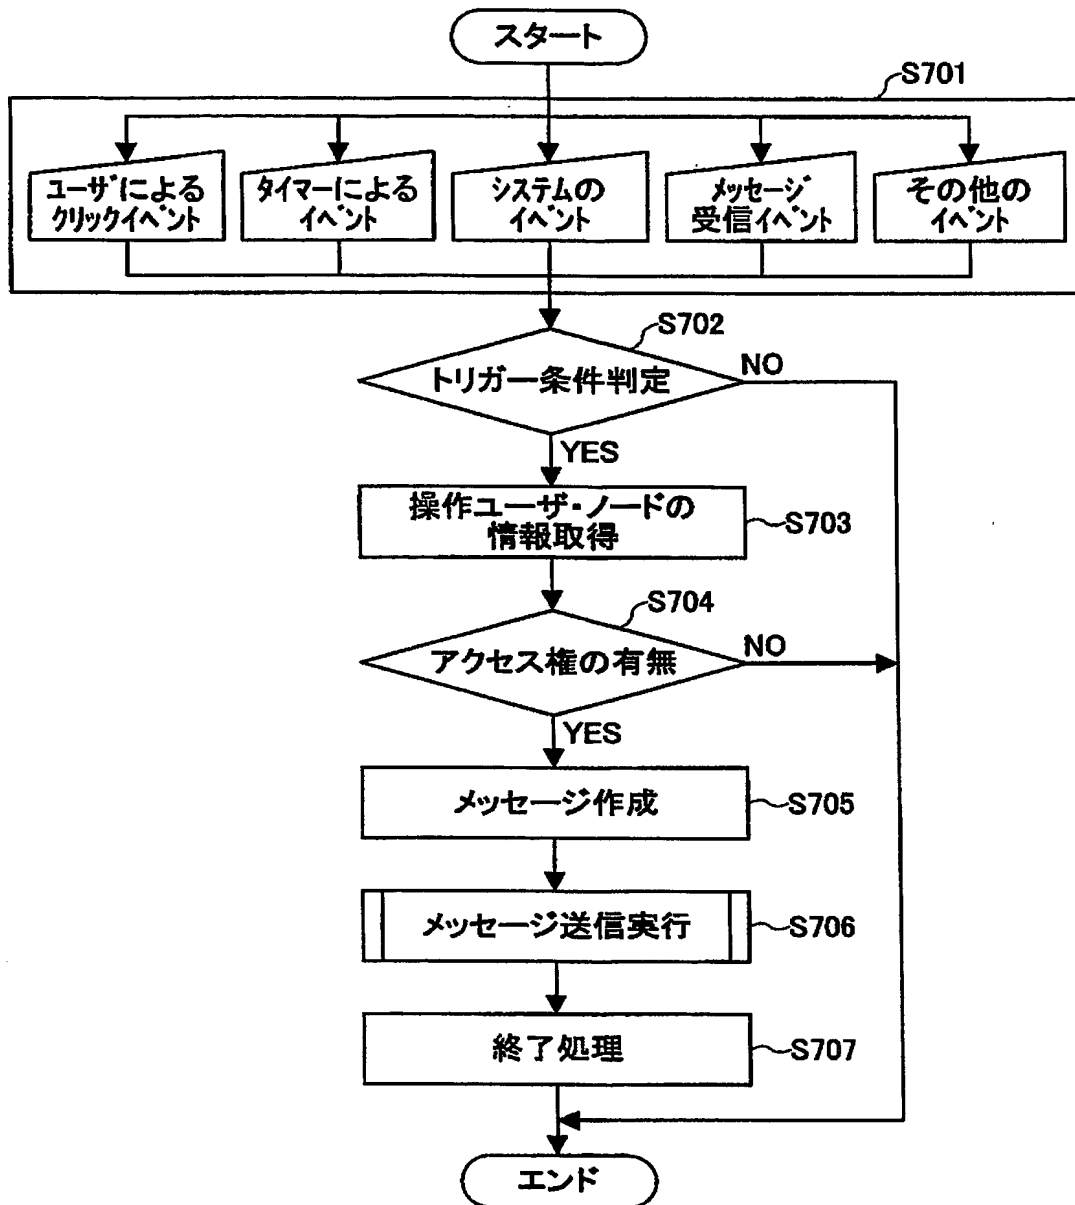 スタート
S701
ユーザによる
クリックイベント
タイマーによる
イベント
システムの
イベント
メッセージ
受信イベント
その他の
イベント
S702
トリガー条件判定
NO
YES
操作ユーザ・ノードの
情報取得
S703
S704
アクセス権の有無
NO
YES
メッセージ作成
S705
メッセージ送信実行
S706
終了処理
S707
エンド